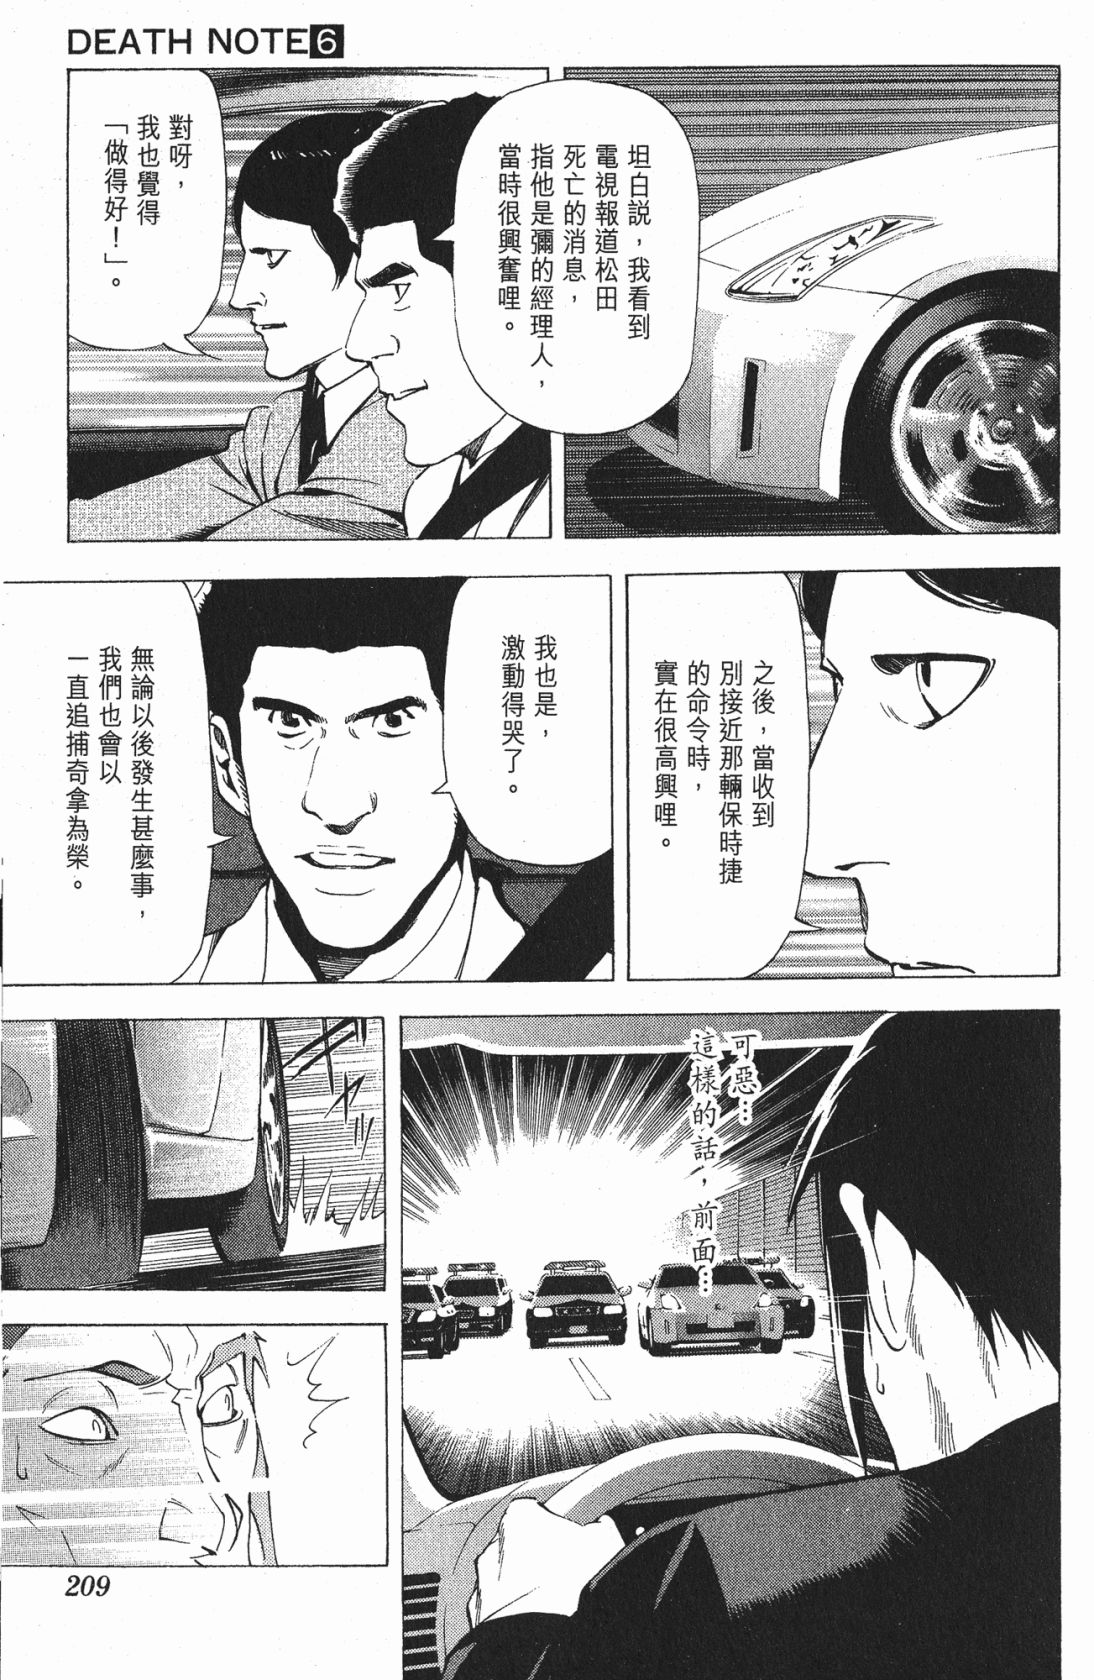 DEATH NOTE 6
坦白說，我看到
電視報道松田
死亡的消息，
指他是彌的經理人，
當時很興奮哩。
對呀，
我也覺得
「做得好！」。
之後，當收到
別接近那輛保時捷
的命令時，
實在很高興哩。
我也是，
激動得哭了。
無論以後發生甚麼事，
我們也會以
一直追捕奇拿為榮。
可惡…
這樣的話，前面…
209